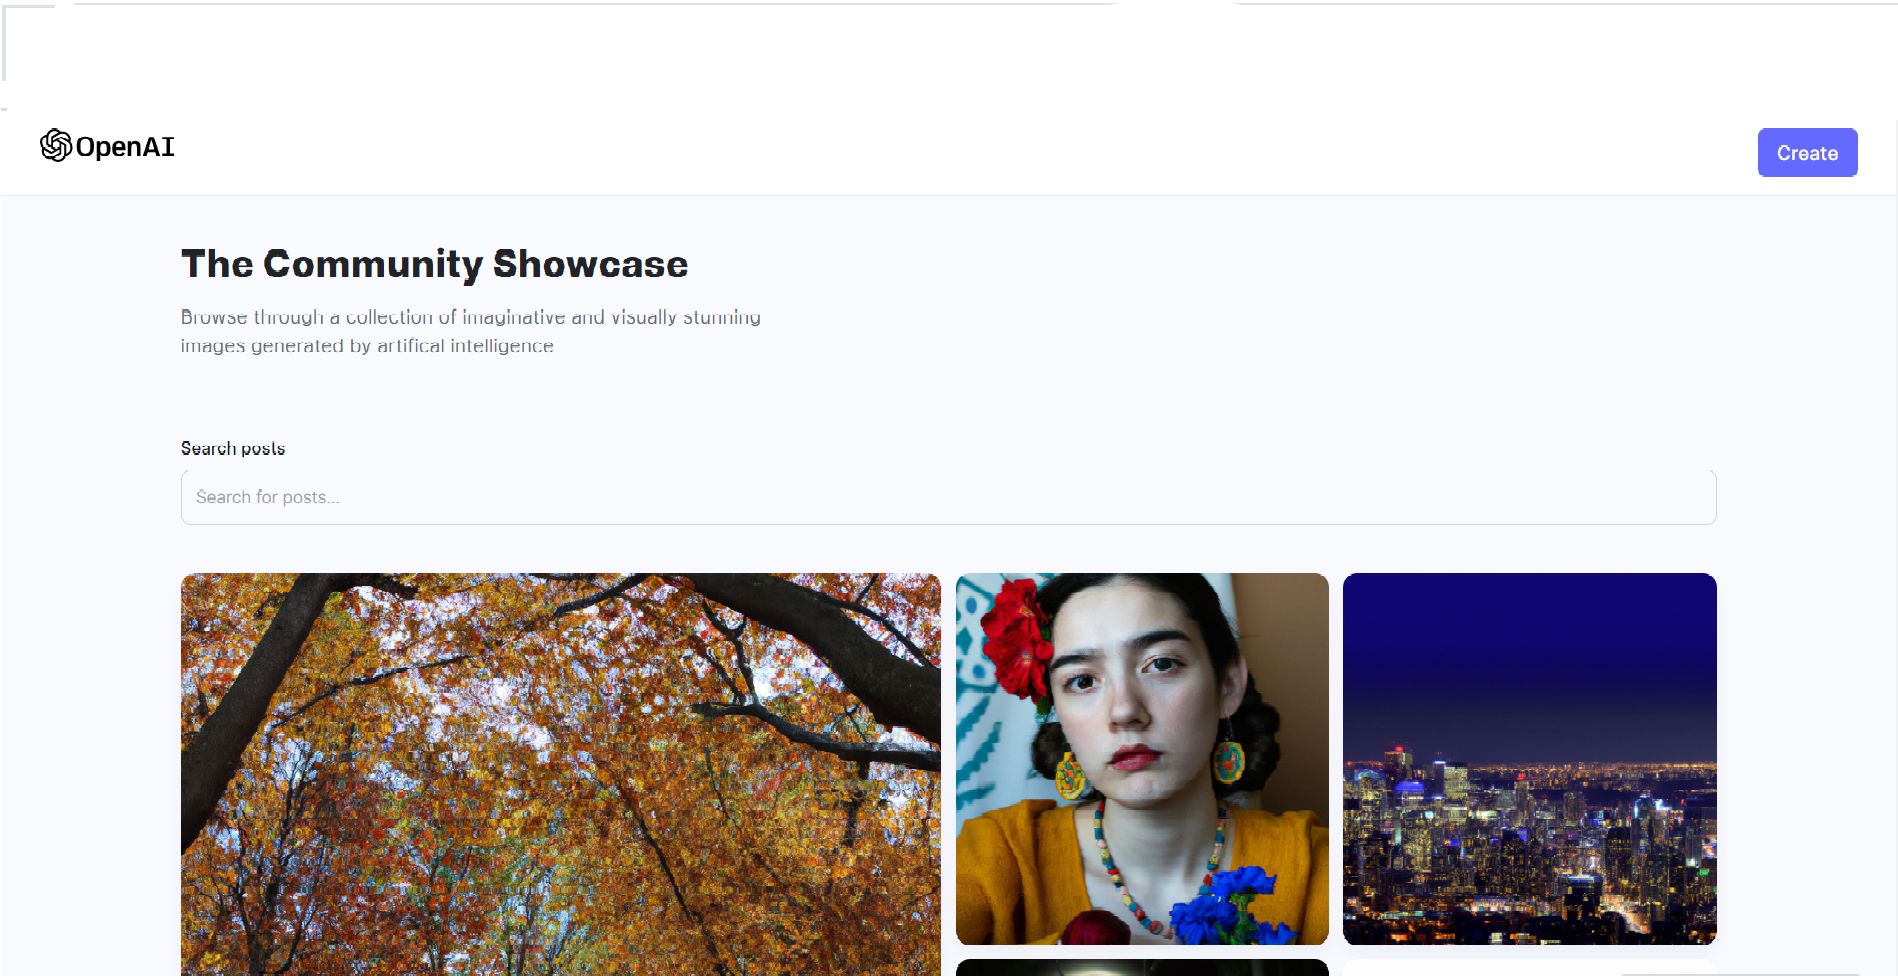 OpenAI
Create
The Community Showcase
Browse through a collection of imaginative and visually stunning
images generated by artifical intelligence
Search posts
Search for posts...